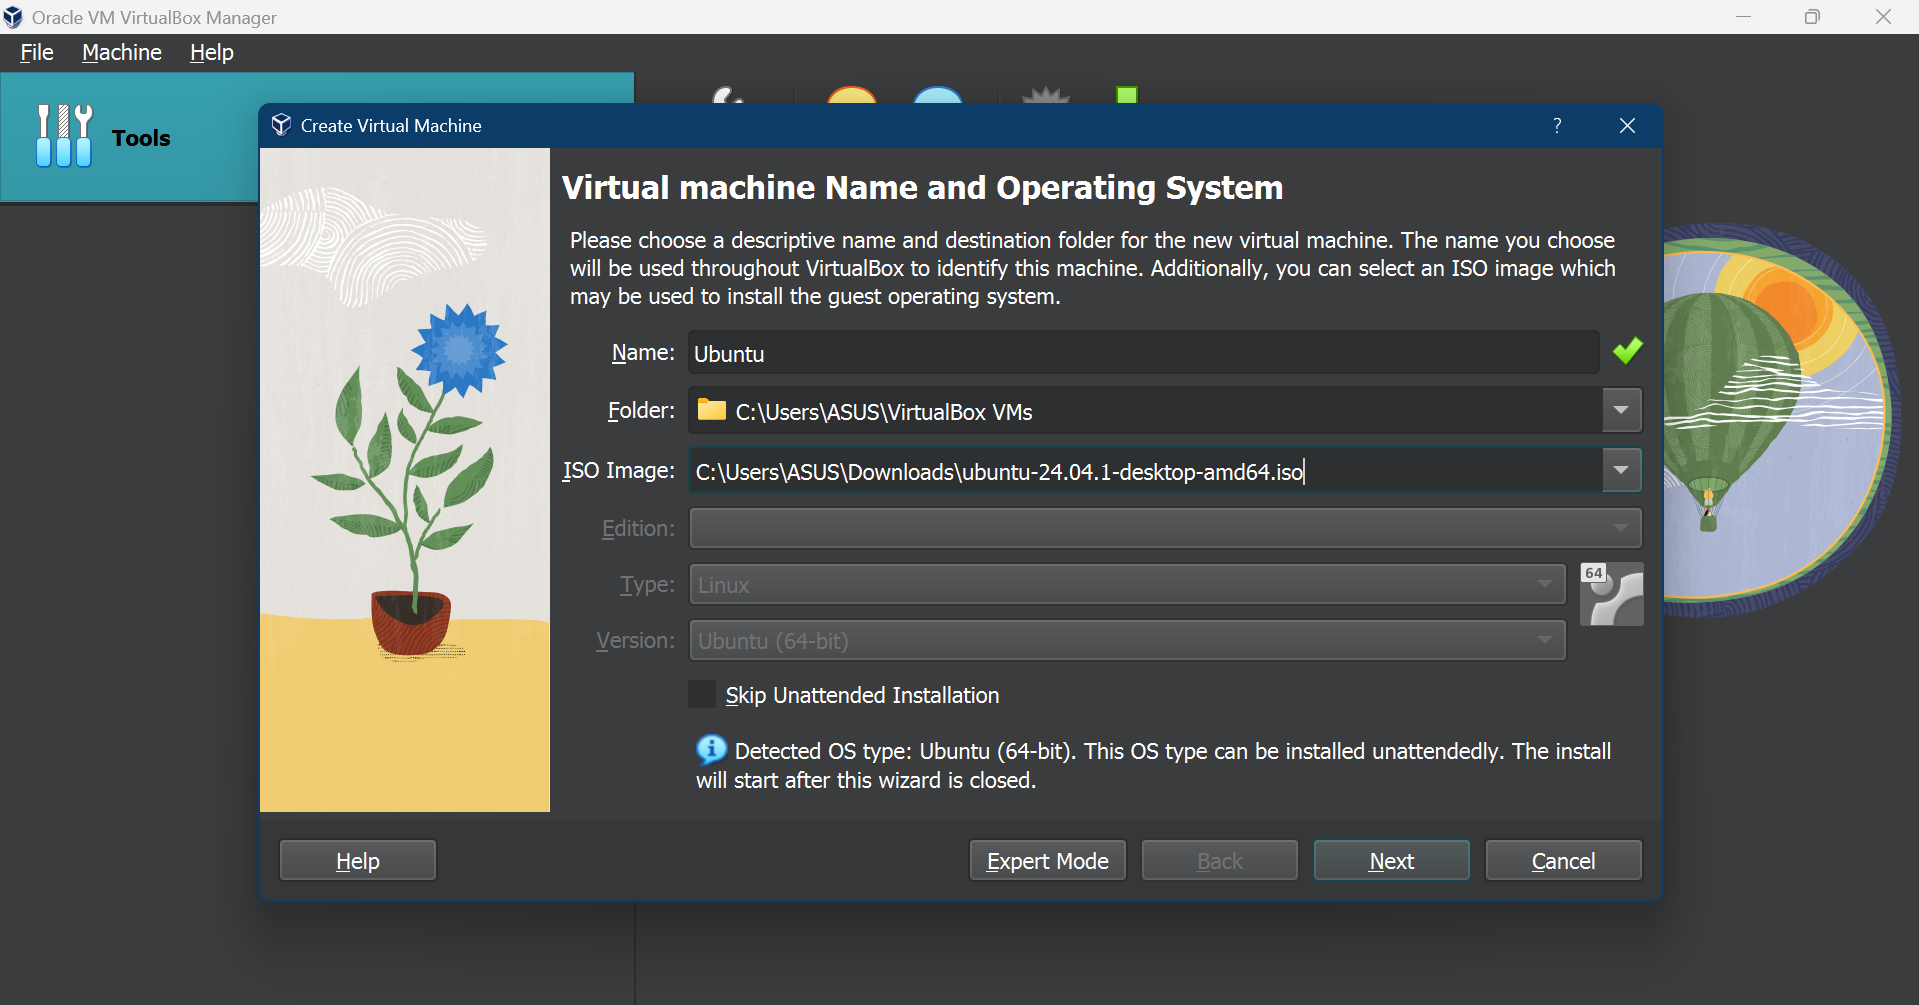 Oracle VM VirtualBox Manager
File Machine Help
Tools
Create Virtual Machine
?
Virtual machine Name and Operating System
Please choose a descriptive name and destination folder for the new virtual machine. The name you choose
will be used throughout VirtualBox to identify this machine. Additionally, you can select an ISO image which
may be used to install the guest operating system.
Name: Ubuntu
Folder: C:\Users\ASUS\VirtualBox VMs
ISO Image: C:\Users\ASUS\Downloads\ubuntu-24.04.1-desktop-amd64.iso
Edition:
Type: Linux
64
Version: Ubuntu (64-bit)
Skip Unattended Installation
Detected OS type: Ubuntu (64-bit). This OS type can be installed unattendedly. The install
will start after this wizard is closed.
Help Expert Mode Back Next Cancel